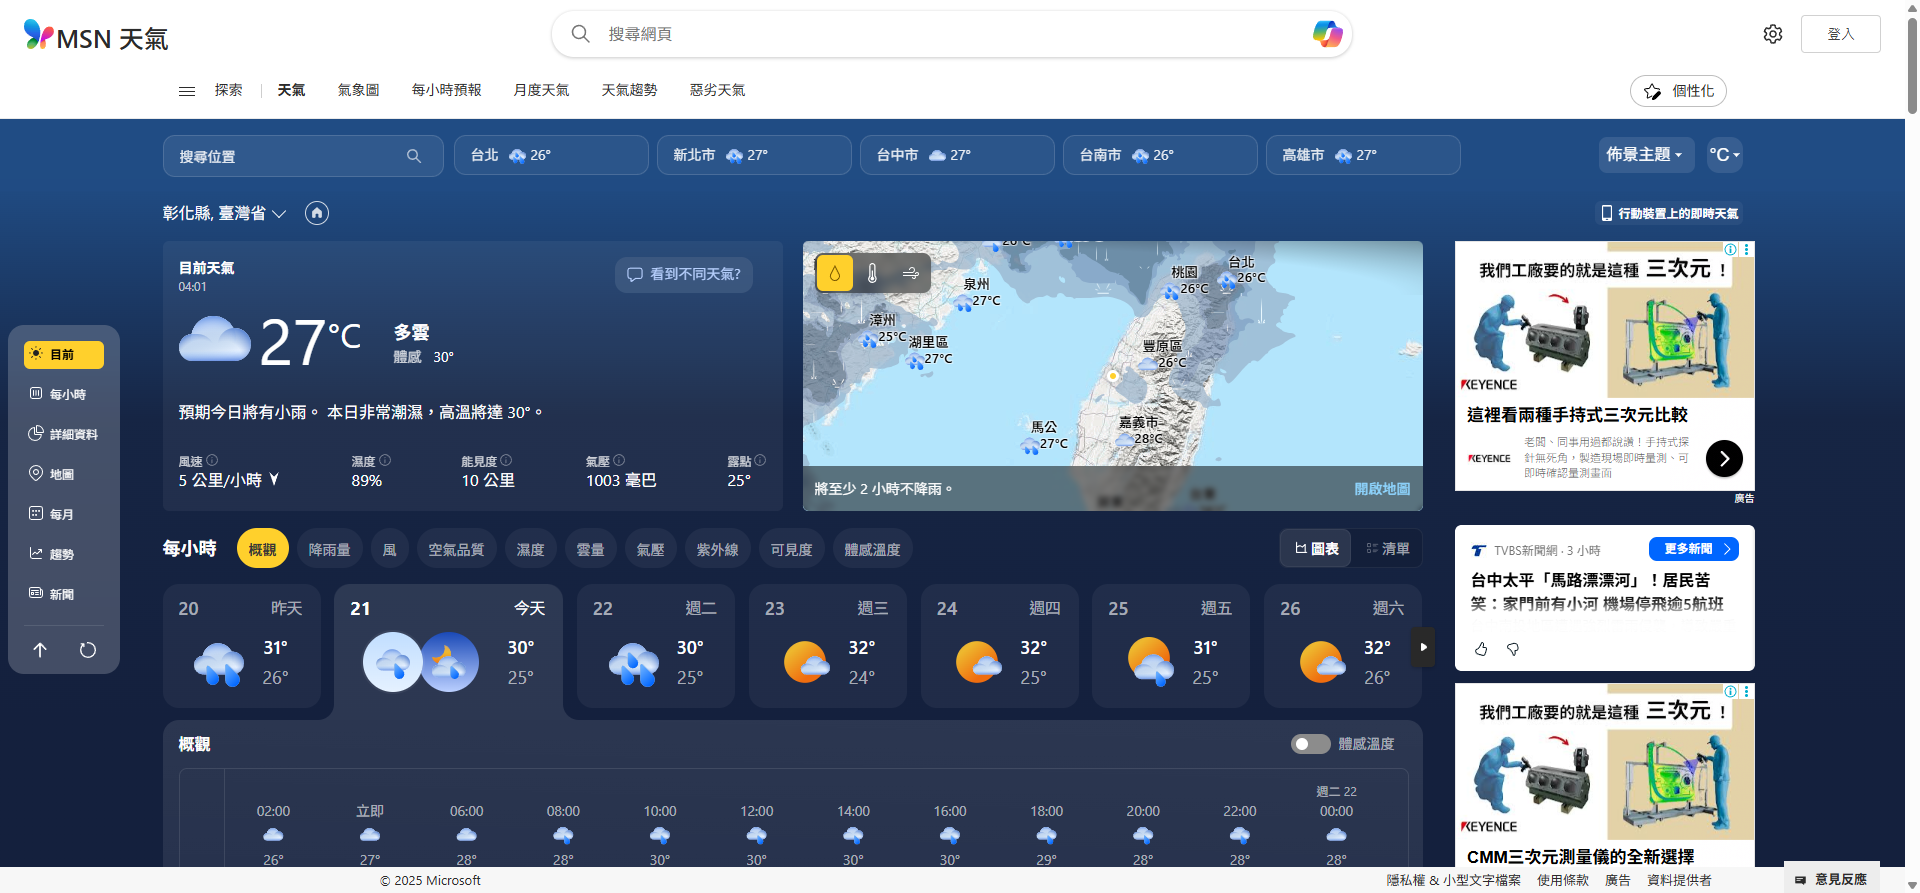 MSN 天氣
搜尋網頁
登入
探索
天氣
氣象圖
每小時預報
月度天氣
天氣趨勢
惡劣天氣
個性化
搜尋位置
台北 26°
新北市 27°
台中市 27°
台南市 26°
高雄市 27°
佈景主題
°C
彰化縣, 臺灣省
行動裝置上的即時天氣
目前
每小時
詳細資料
地圖
每月
趨勢
新聞
目前天氣
04:01
看到不同天氣?
27°C
多雲
體感 30°
預期今日將有小雨。 本日非常潮濕，高溫將達 30°。
風速
5 公里/小時
濕度
89%
能見度
10 公里
氣壓
1003 毫巴
露點
25°
26°C
泉州
27°C
漳州
25°C
湖里區
27°C
桃園
26°C
台北
26°C
豐原區
26°C
馬公
27°C
嘉義市
28°C
將至少 2 小時不降雨。
開啟地圖
我們工廠要的就是這種 三次元 ！
KEYENCE
這裡看兩種手持式三次元比較
KEYENCE
老闆、同事用過都說讚！手持式探
針無死角，製造現場即時量測、可
即時確認量測畫面
廣告
TVBS新聞網 · 3 小時
更多新聞
台中太平「馬路漂漂河」！居民苦
笑：家門前有小河 機場停飛逾5航班
我們工廠要的就是這種 三次元 ！
KEYENCE
CMM三次元測量儀的全新選擇
每小時
概觀
降雨量
風
空氣品質
濕度
雲量
氣壓
紫外線
可見度
體感溫度
圖表
清單
20 昨天
31°
26°
21 今天
30°
25°
22 週二
30°
25°
23 週三
32°
24°
24 週四
32°
25°
25 週五
31°
25°
26 週六
32°
26°
概觀
體感溫度
週二 22
02:00 立即 06:00 08:00 10:00 12:00 14:00 16:00 18:00 20:00 22:00 00:00
26° 27° 28° 28° 30° 30° 30° 30° 29° 28° 28° 28°
© 2025 Microsoft
隱私權 & 小型文字檔案
使用條款
廣告
資料提供者
意見反應